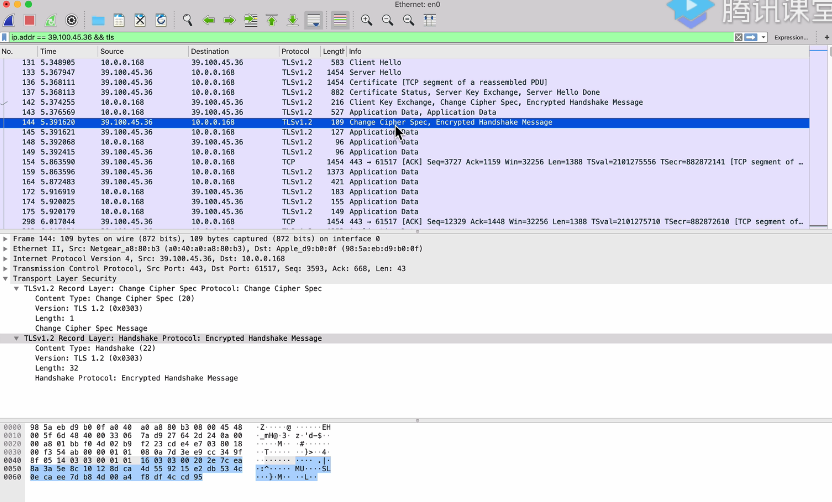 Ethernet: en0
腾讯课堂
ip.addr == 39.100.45.36 && tls
Expression...
+
No. Time Source Destination Protocol Length Info
131 5.348905 10.0.0.168 39.100.45.36 TLSv1.2 583 Client Hello
133 5.367947 39.100.45.36 10.0.0.168 TLSv1.2 1454 Server Hello
136 5.368111 39.100.45.36 10.0.0.168 TLSv1.2 1454 Certificate [TCP segment of a reassembled PDU]
137 5.368113 39.100.45.36 10.0.0.168 TLSv1.2 882 Certificate Status, Server Key Exchange, Server Hello Done
142 5.374255 10.0.0.168 39.100.45.36 TLSv1.2 216 Client Key Exchange, Change Cipher Spec, Encrypted Handshake Message
143 5.376569 10.0.0.168 39.100.45.36 TLSv1.2 527 Application Data, Application Data
144 5.391620 39.100.45.36 10.0.0.168 TLSv1.2 109 Change Cipher Spec, Encrypted Handshake Message
145 5.391621 39.100.45.36 10.0.0.168 TLSv1.2 127 Application Data
148 5.392068 10.0.0.168 39.100.45.36 TLSv1.2 96 Application Data
149 5.392415 39.100.45.36 10.0.0.168 TLSv1.2 96 Application Data
154 5.863590 39.100.45.36 10.0.0.168 TCP 1454 443 → 61517 [ACK] Seq=3727 Ack=1159 Win=32256 Len=1388 TSval=2101275556 TSecr=882872141 [TCP segment of …
159 5.863596 39.100.45.36 10.0.0.168 TLSv1.2 1373 Application Data
164 5.872483 39.100.45.36 10.0.0.168 TLSv1.2 421 Application Data
172 5.916919 10.0.0.168 39.100.45.36 TLSv1.2 183 Application Data
174 5.920025 10.0.0.168 39.100.45.36 TLSv1.2 155 Application Data
175 5.920179 10.0.0.168 39.100.45.36 TLSv1.2 149 Application Data
298 6.017044 39.100.45.36 10.0.0.168 TCP 1454 443 → 61517 [ACK] Seq=12329 Ack=1448 Win=32256 Len=1388 TSval=2101275710 TSecr=882872610 [TCP segment of…
Frame 144: 109 bytes on wire (872 bits), 109 bytes captured (872 bits) on interface 0
Ethernet II, Src: Netgear_a8:80:b3 (a0:40:a0:a8:80:b3), Dst: Apple_d9:b0:0f (98:5a:eb:d9:b0:0f)
Internet Protocol Version 4, Src: 39.100.45.36, Dst: 10.0.0.168
Transmission Control Protocol, Src Port: 443, Dst Port: 61517, Seq: 3593, Ack: 668, Len: 43
Transport Layer Security
TLSv1.2 Record Layer: Change Cipher Spec Protocol: Change Cipher Spec
Content Type: Change Cipher Spec (20)
Version: TLS 1.2 (0x0303)
Length: 1
Change Cipher Spec Message
TLSv1.2 Record Layer: Handshake Protocol: Encrypted Handshake Message
Content Type: Handshake (22)
Version: TLS 1.2 (0x0303)
Length: 32
Handshake Protocol: Encrypted Handshake Message
0000 98 5a eb d9 b0 0f a0 40 a0 a8 80 b3 08 00 45 48 ·Z·····@ ······EH
0010 00 5f 6d 48 40 00 33 06 7a d9 27 64 2d 24 0a 00 ·_mH@·3· z·'d-$··
0020 00 a8 01 bb f0 4d 02 b9 f2 23 cd e4 e7 03 80 18 ·····M·· ·#······
0030 00 f3 54 ab 00 00 01 01 08 0a 7d 3e e9 cc 34 9f ··T····· ··}>··4·
0040 8f 05 14 03 03 00 01 01 16 03 03 00 20 2e 7c ea ········ ···· .|·
0050 8a 3a 5e 8c 10 12 8d ca 4d 55 92 15 e2 db 53 4c ·:^····· MU····SL
0060 0e ca ee 7d b8 4d 00 a4 f8 df 4c cd 95 ···}·M·· ··L··